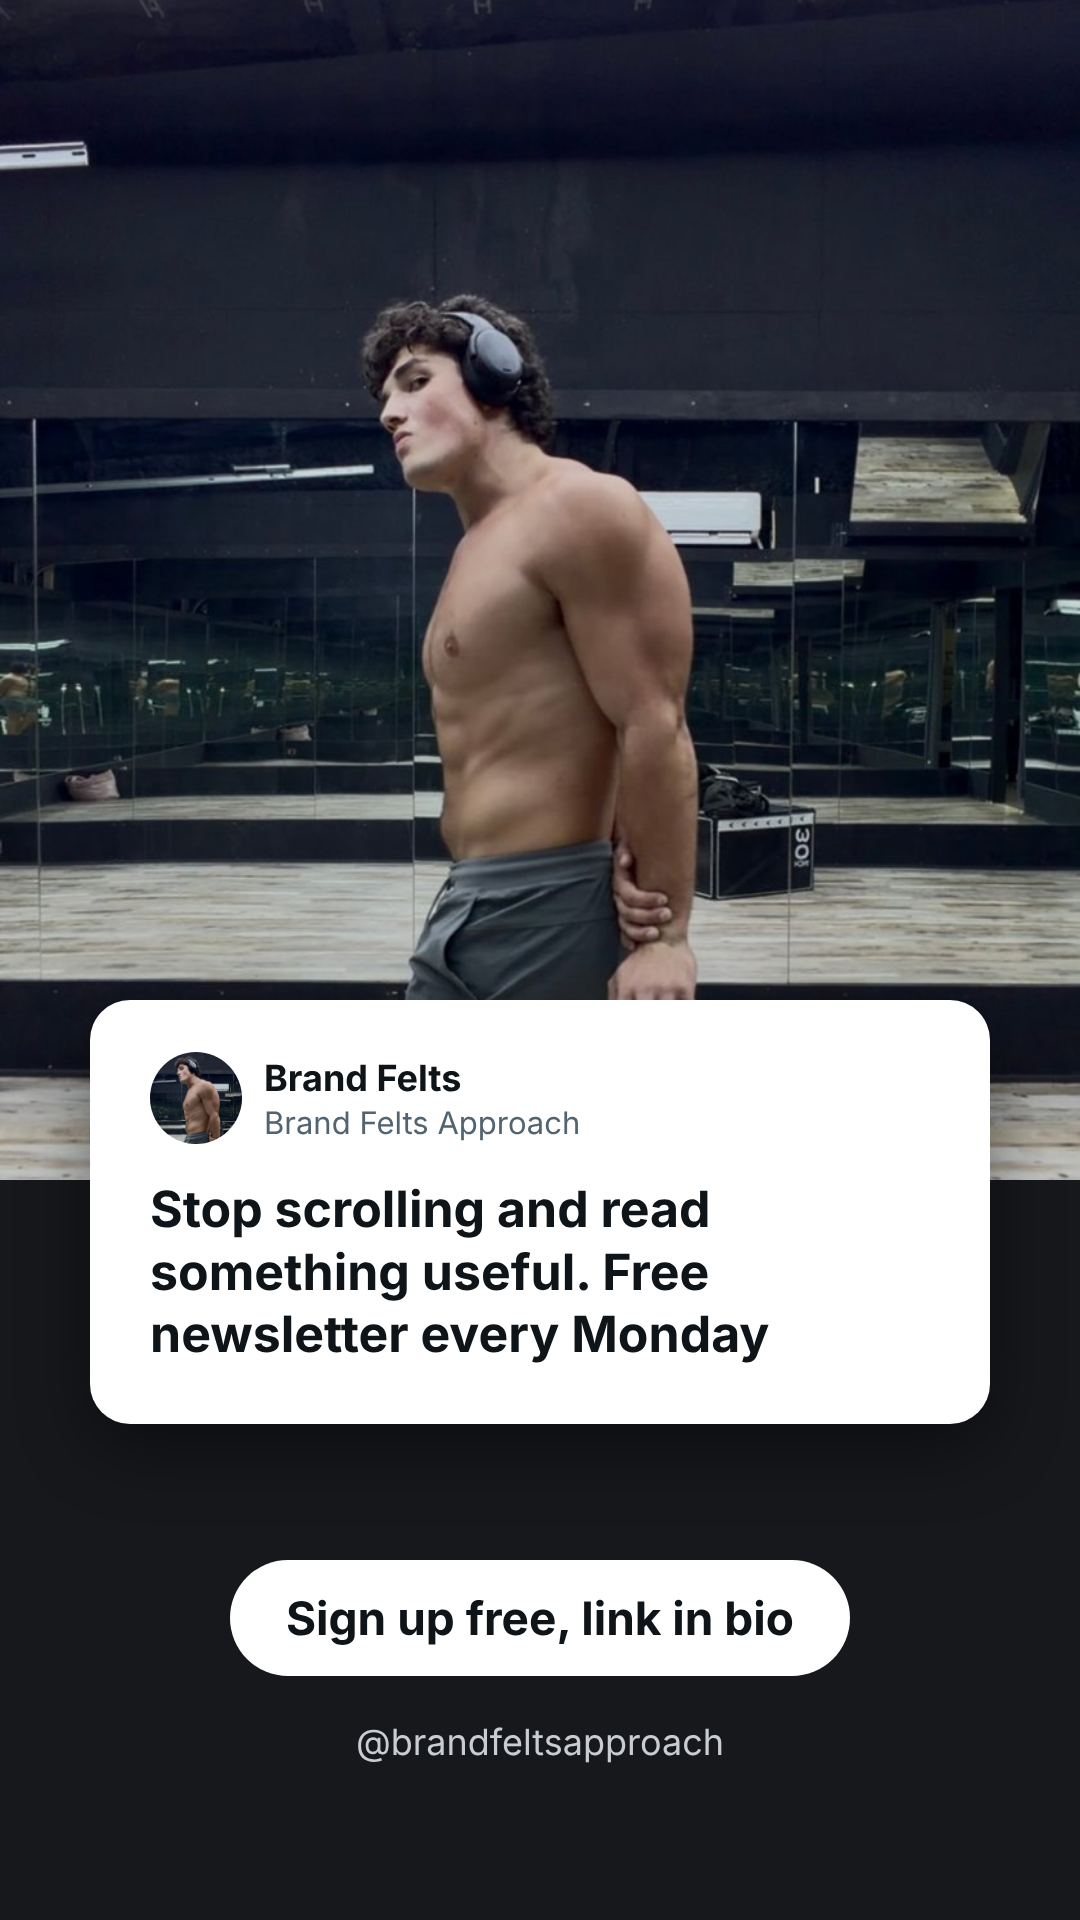 30
Brand Felts
Brand Felts Approach
Stop scrolling and read
something useful. Free
newsletter every Monday
Sign up free, link in bio
@brandfeltsapproach